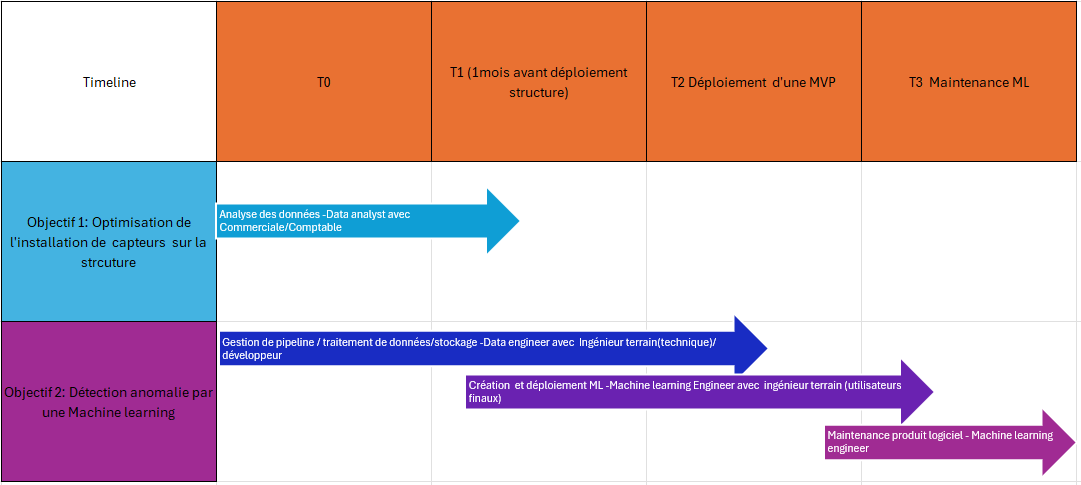 Timeline
T0
T1 (1mois avant déploiement
structure)
T2 Déploiement d'une MVP
T3 Maintenance ML
Objectif 1: Optimisation de
l'installation de capteurs sur la
strcuture
Analyse des données -Data analyst avec
Commerciale/Comptable
Objectif 2: Détection anomalie par
une Machine learning
Gestion de pipeline / traitement de données/stockage -Data engineer avec Ingénieur terrain(technique)/
développeur
Création et déploiement ML -Machine learning Engineer avec ingénieur terrain (utilisateurs
finaux)
Maintenance produit logiciel - Machine learning
engineer